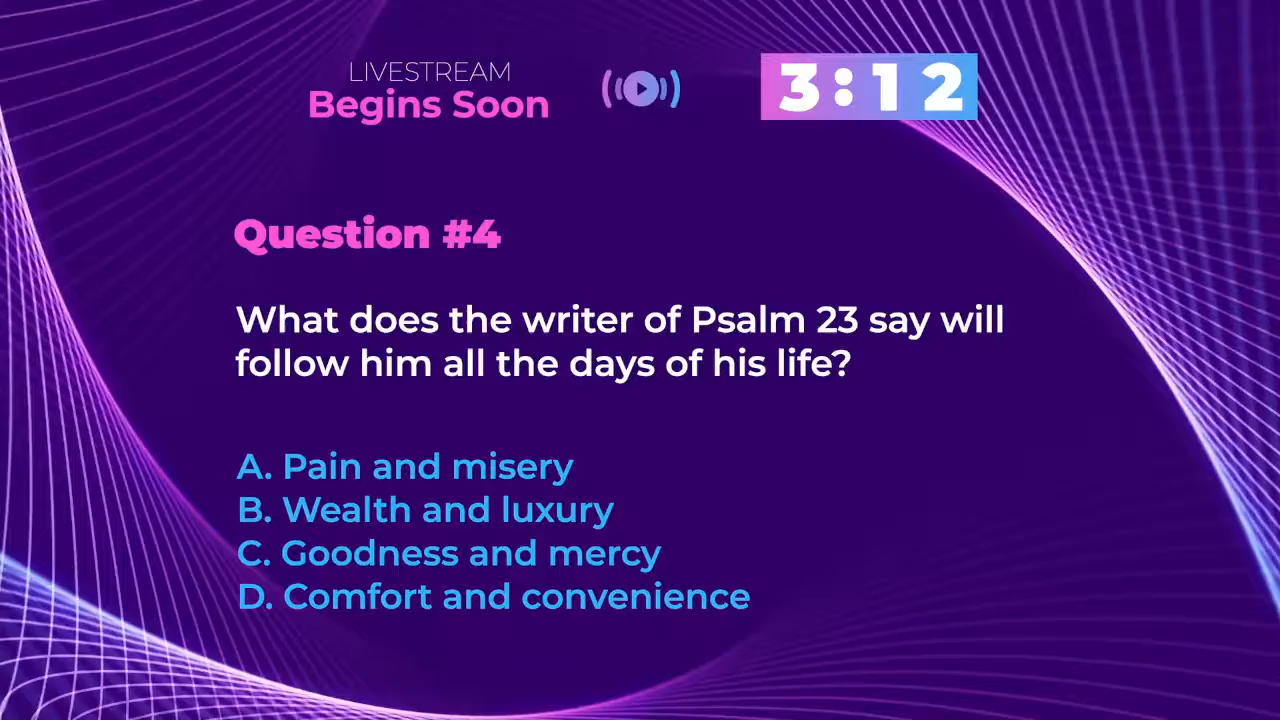 LIVESTREAM
Begins Soon
3:12
Question #4
What does the writer of Psalm 23 say will
follow him all the days of his life?
A. Pain and misery
B. Wealth and luxury
C. Goodness and mercy
D. Comfort and convenience